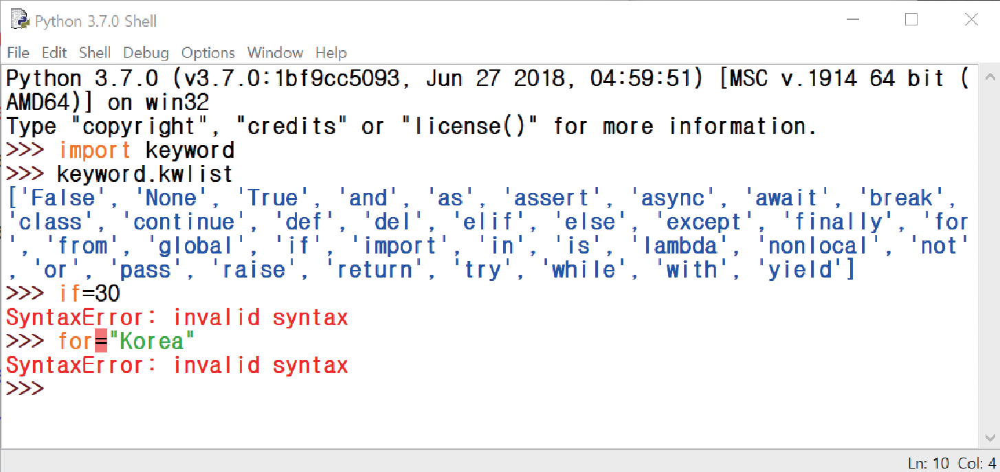 Python 3.7.0 Shell
File Edit Shell Debug Options Window Help
Python 3.7.0 (v3.7.0:1bf9cc5093, Jun 27 2018, 04:59:51) [MSC v.1914 64 bit (
AMD64)] on win32
Type "copyright", "credits" or "license()" for more information.
>>> import keyword
>>> keyword.kwlist
['False', 'None', 'True', 'and', 'as', 'assert', 'async', 'await', 'break',
'class', 'continue', 'def', 'del', 'elif', 'else', 'except', 'finally', 'for
', 'from', 'global', 'if', 'import', 'in', 'is', 'lambda', 'nonlocal', 'not'
, 'or', 'pass', 'raise', 'return', 'try', 'while', 'with', 'yield']
>>> if=30
SyntaxError: invalid syntax
>>> for="Korea"
SyntaxError: invalid syntax
>>>
Ln: 10 Col: 4